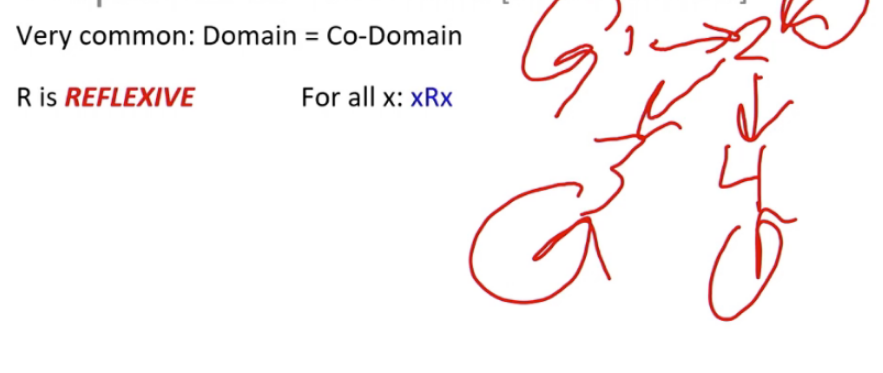 Very common: Domain = Co-Domain
1 2
R is REFLEXIVE For all x: xRx
3 4